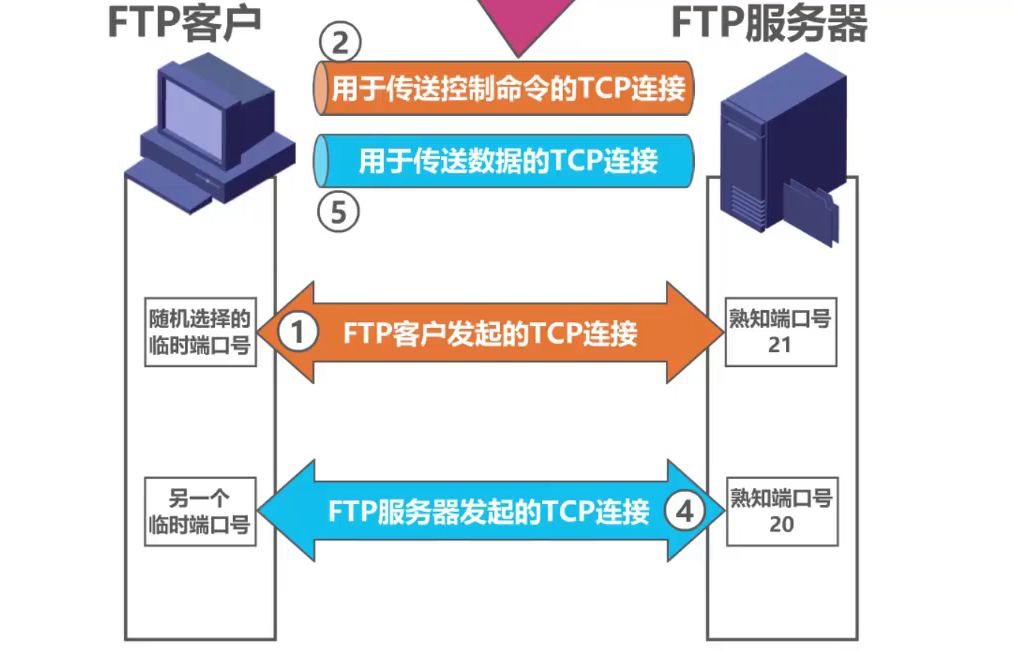 FTP客户
FTP服务器
②
用于传送控制命令的TCP连接
用于传送数据的TCP连接
⑤
随机选择的
临时端口号
①
FTP客户发起的TCP连接
熟知端口号
21
另一个
临时端口号
FTP服务器发起的TCP连接
④
熟知端口号
20